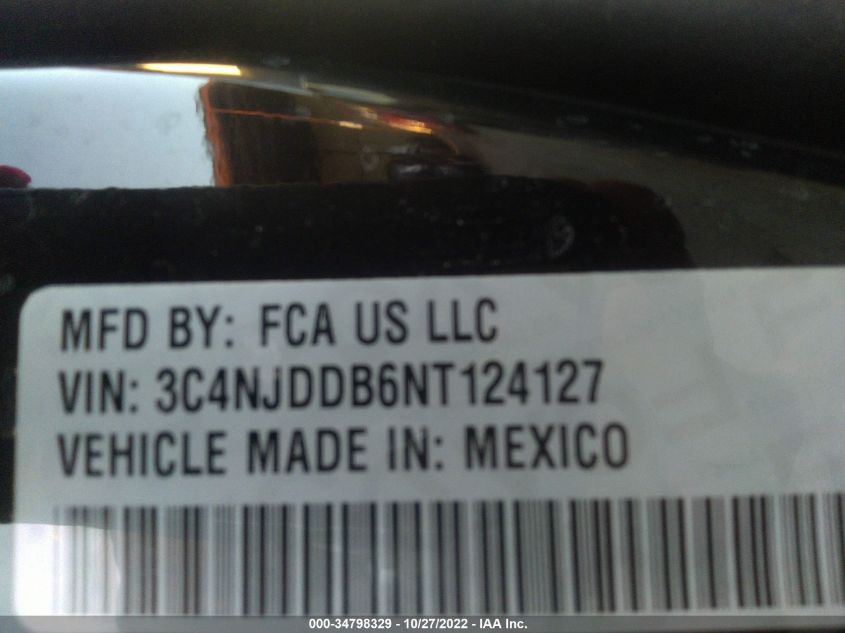 MFD BY: FCA US LLC
VIN: 3C4NJDDB6NT124127
VEHICLE MADE IN: MEXICO
000-34798329 - 10/27/2022 - IAA Inc.